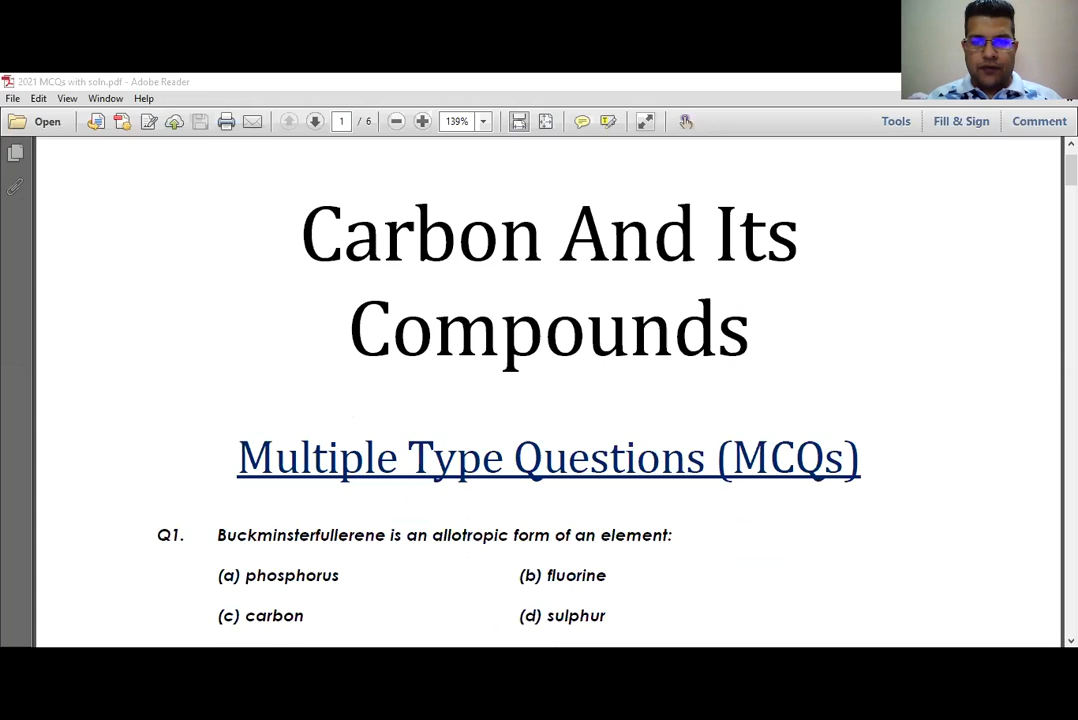 2021 MCQs with soln.pdf - Adobe Reader
File Edit View Window Help
Open 1 / 6 139% Tools Fill & Sign Comment
Carbon And Its
Compounds
Multiple Type Questions (MCQs)
Q1. Buckminsterfullerene is an allotropic form of an element:
(a) phosphorus (b) fluorine
(c) carbon (d) sulphur